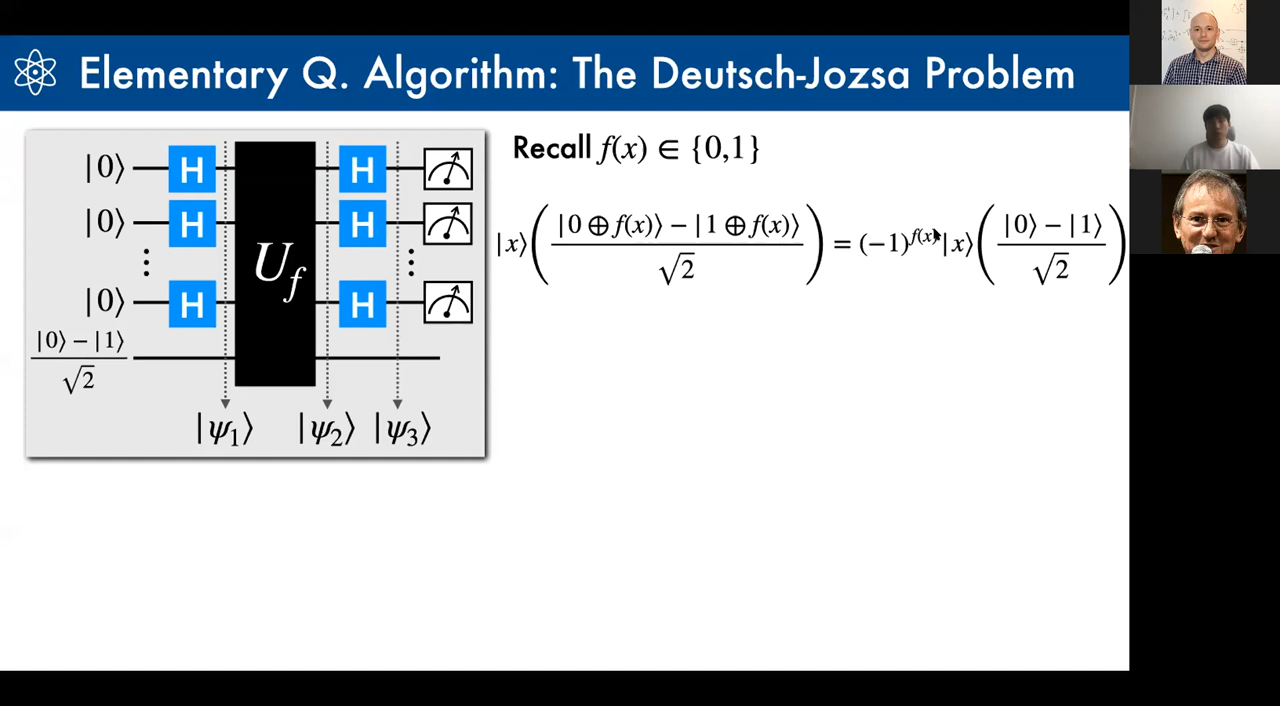 Elementary Q. Algorithm: The Deutsch-Jozsa Problem
Recall f(x) ∈ {0,1}
|x⟩( (|0 ⊕ f(x)⟩ − |1 ⊕ f(x)⟩) / √2 ) = (−1)^{f(x)} |x⟩( (|0⟩ − |1⟩) / √2 )
|0⟩ H H
|0⟩ H H
⋮ U_f ⋮
|0⟩ H H
(|0⟩ − |1⟩) / √2
|ψ₁⟩ |ψ₂⟩ |ψ₃⟩